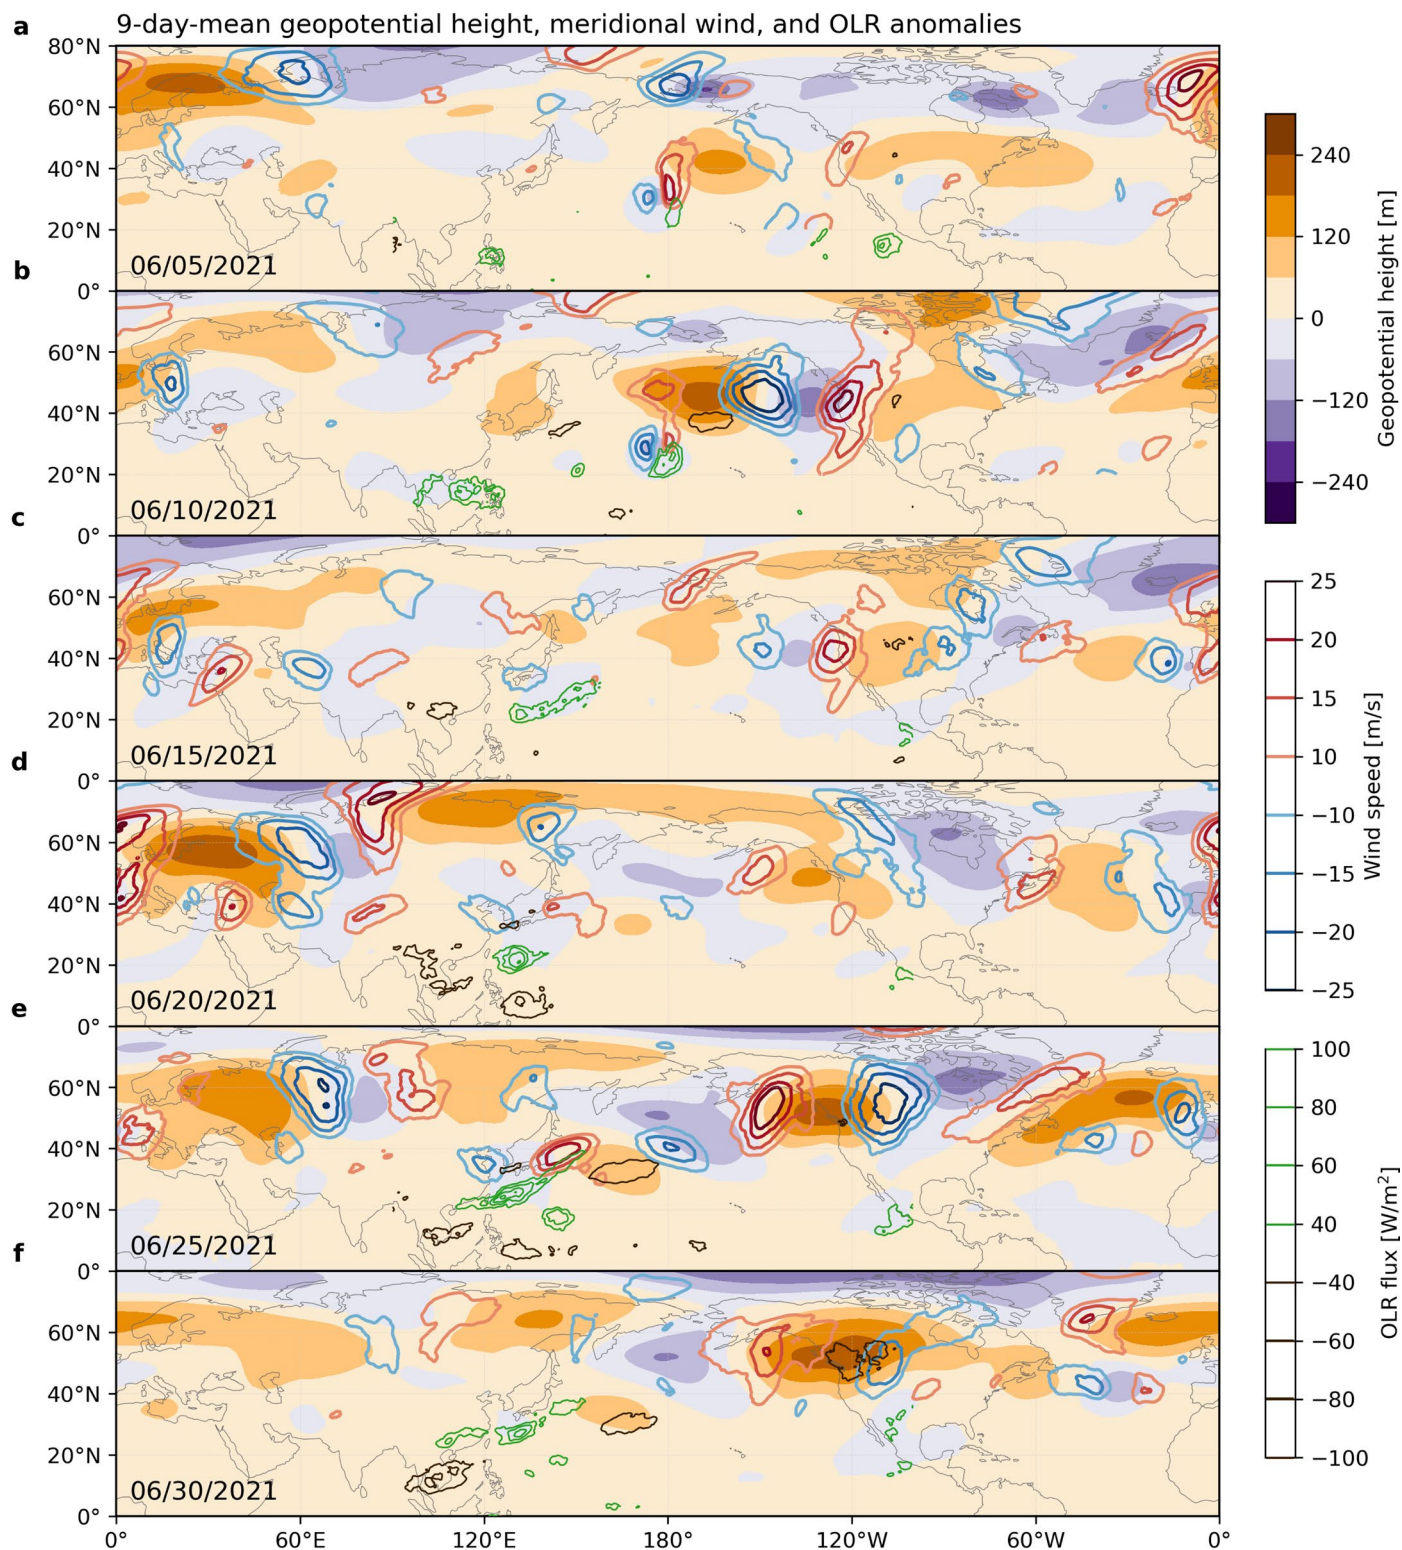 a 9-day-mean geopotential height, meridional wind, and OLR anomalies
80°N
60°N
40°N
20°N
0°
06/05/2021
b
60°N
40°N
20°N
0°
06/10/2021
c
60°N
40°N
20°N
0°
06/15/2021
d
60°N
40°N
20°N
0°
06/20/2021
e
60°N
40°N
20°N
0°
06/25/2021
f
60°N
40°N
20°N
0°
06/30/2021
0° 60°E 120°E 180° 120°W 60°W 0°
240
120
0
−120
−240
Geopotential height [m]
25
20
15
10
−10
−15
−20
−25
Wind speed [m/s]
100
80
60
40
−40
−60
−80
−100
OLR flux [W/m²]